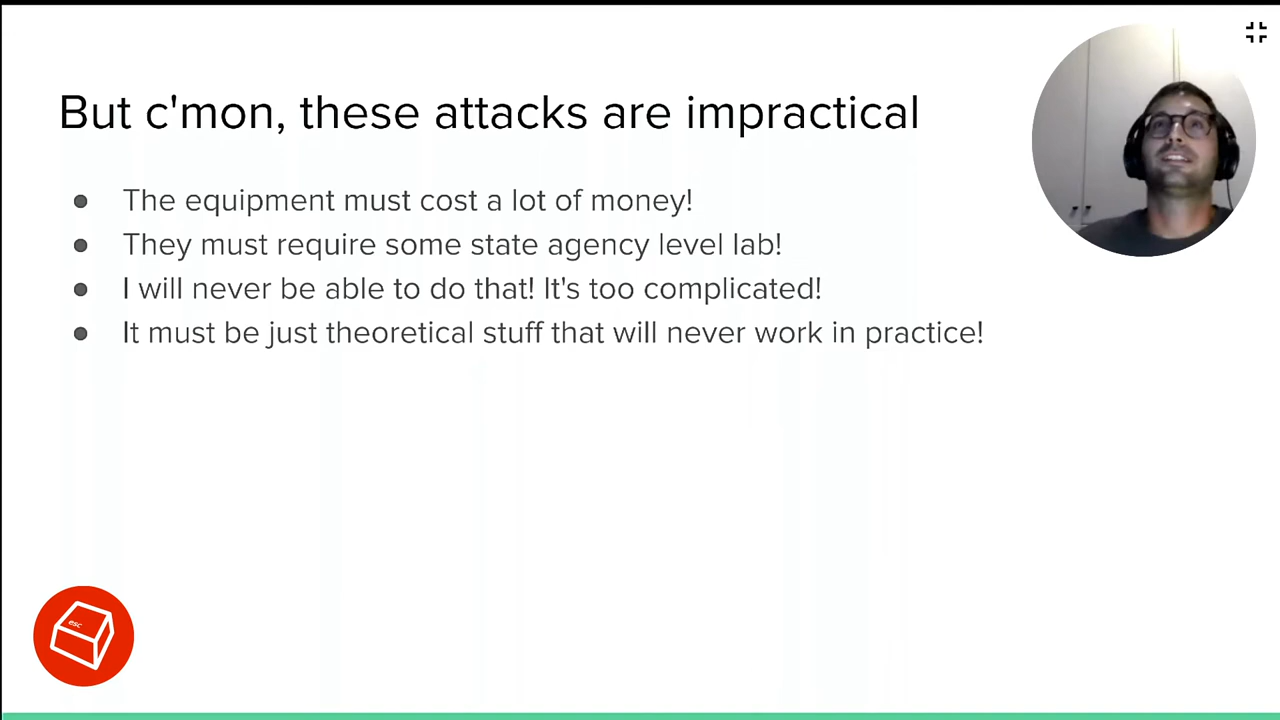 But c'mon, these attacks are impractical
● The equipment must cost a lot of money!
● They must require some state agency level lab!
● I will never be able to do that! It's too complicated!
● It must be just theoretical stuff that will never work in practice!
esc